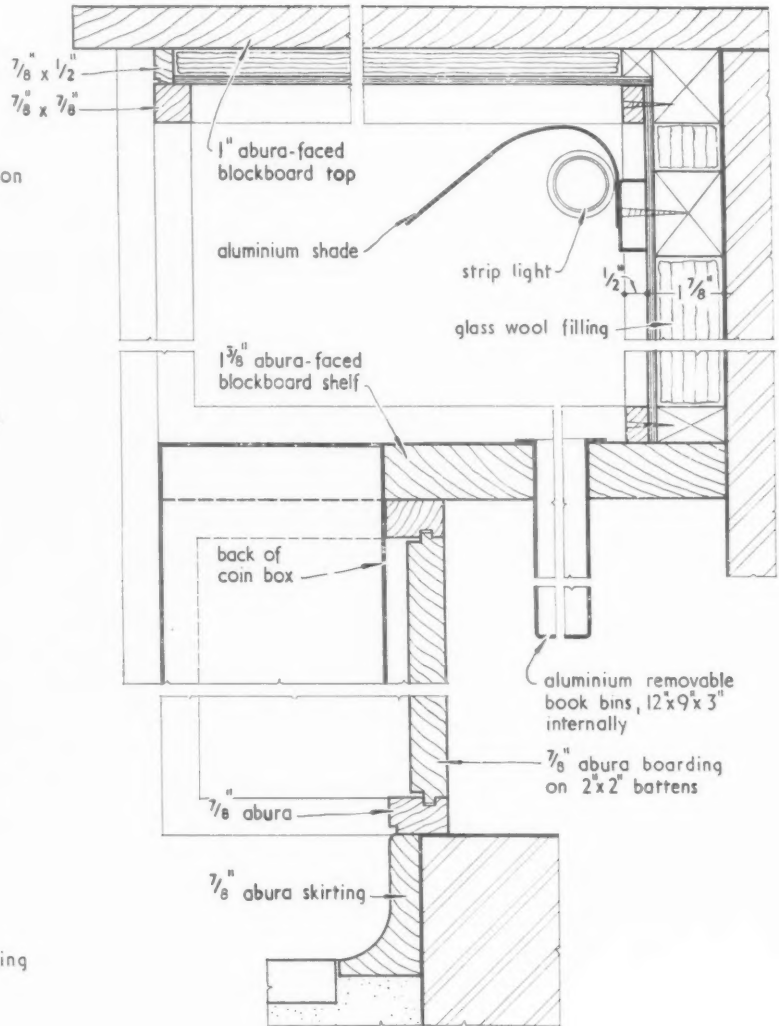 7/8" x 1/2"
7/8" x 7/8"
on
1" abura-faced
blockboard top
aluminium shade
strip light
1/2"
1 7/8"
glass wool filling
1 3/8" abura-faced
blockboard shelf
back of
coin box
aluminium removable
book bins, 12"x 9"x 3"
internally
7/8" abura boarding
on 2"x 2" battens
7/8" abura
7/8" abura skirting
ing